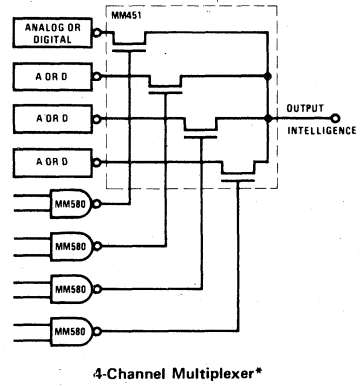 MM451
ANALOG OR
DIGITAL
A OR D
A OR D
A OR D
OUTPUT
INTELLIGENCE
MM580
MM580
MM580
MM580
4-Channel Multiplexer*